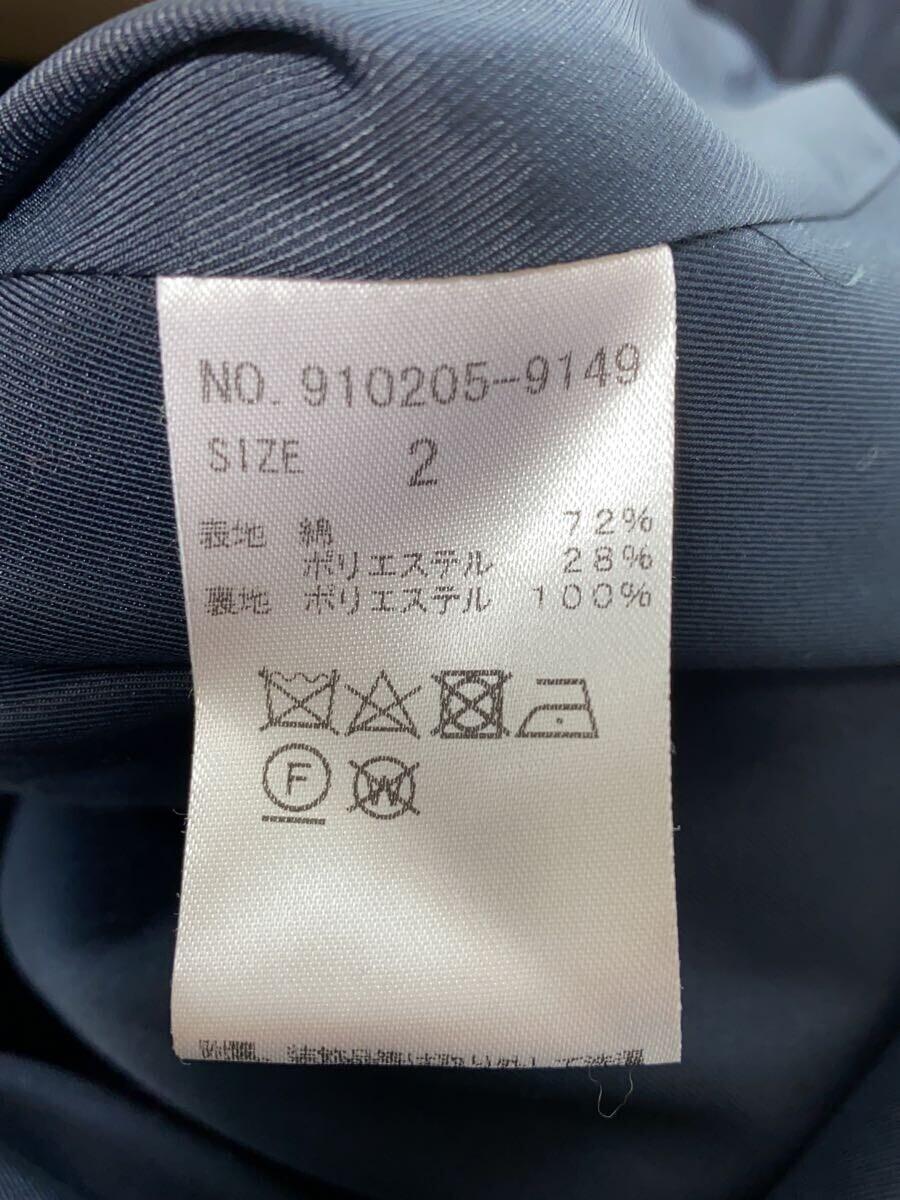 NO. 910205-9149
SIZE 2
表地 綿 72%
ポリエステル 28%
裏地 ポリエステル 100%
F
W